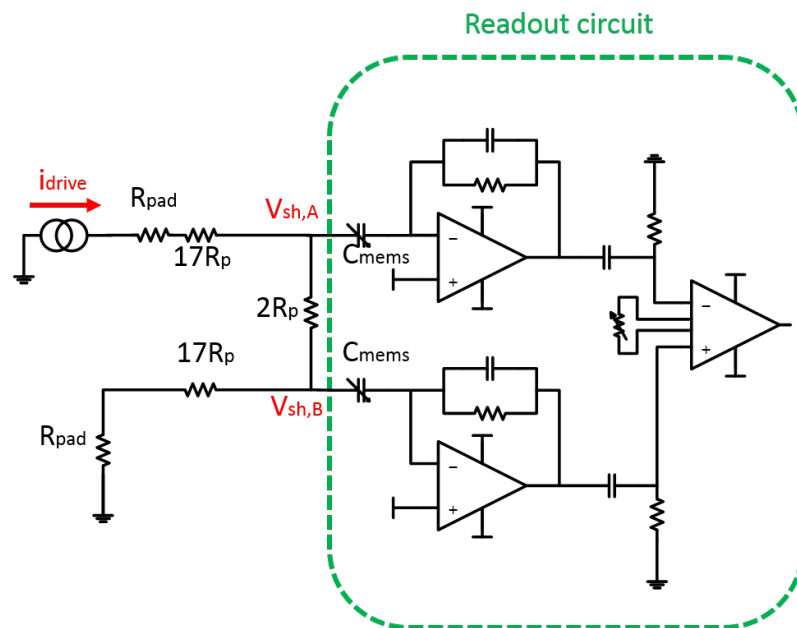 Readout circuit
idrive
Rpad
17Rp
Vsh,A
Cmems
2Rp
17Rp
Cmems
Vsh,B
Rpad
−
+
−
+
−
+